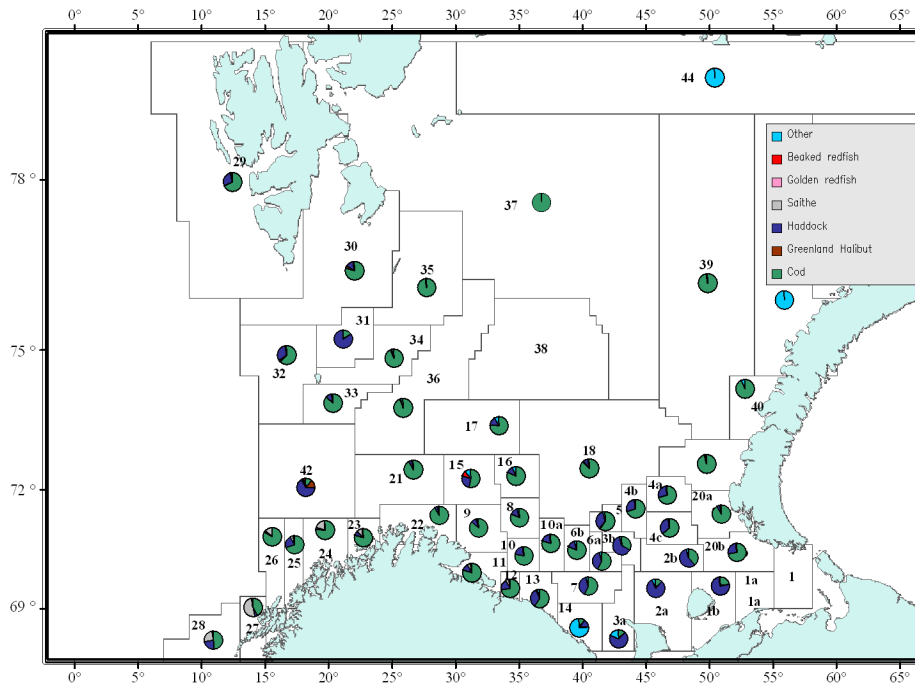 0° 5° 10° 15° 20° 25° 30° 35° 40° 45° 50° 55° 60° 65°
44
Other
Beaked redfish
Golden redfish
Saithe
Haddock
Greenland Halibut
Cod
29
78°
37
30
35
39
31
34
75°
32
38
36
33
40
17
18
42
21
15
16
4a
72°
4b
20a
9
8
5
22
10a
23
6b
3b
4c
20b
6a
26
25
24
10
2b
11
12
13
7
1a
1
69°
14
2a
1b
1a
28
27
3a
0° 5° 10° 15° 20° 25° 30° 35° 40° 45° 50° 55° 60° 65°